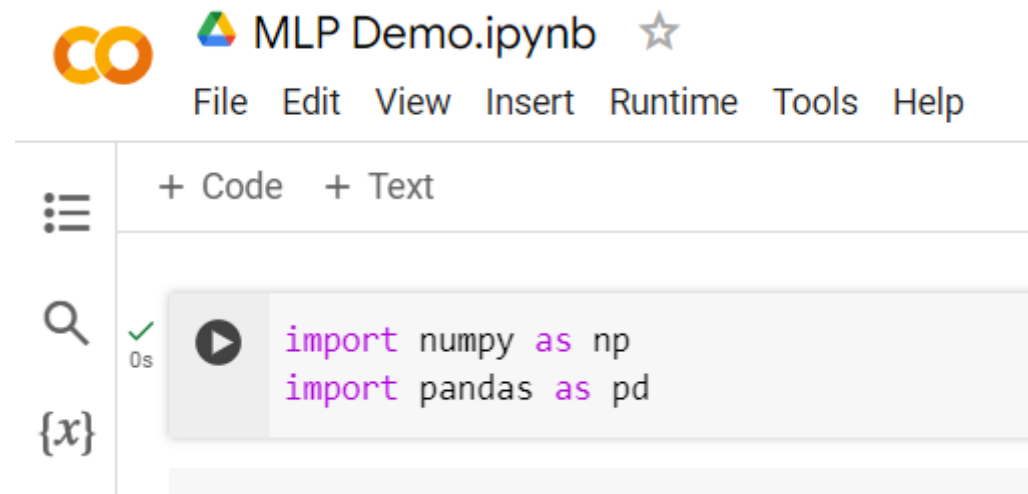 MLP Demo.ipynb
File Edit View Insert Runtime Tools Help
+ Code + Text
0s
import numpy as np
import pandas as pd
{x}